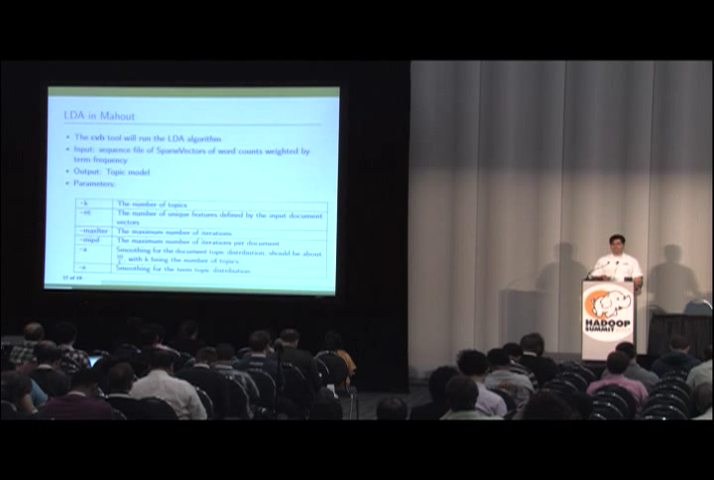 LDA in Mahout
The cvb tool will run the LDA algorithm
Input: sequence file of SparseVectors of word counts weighted by
term frequency
Output: Topic model
Parameters:
-k The number of topics
-nt The number of unique features defined by the input document
vectors
-maxIter The maximum number of iterations
-mipd The maximum number of iterations per document
-a Smoothing for the document topic distribution, should be about
with k being the number of topics
-e Smoothing for the term topic distribution
HADOOP
SUMMIT